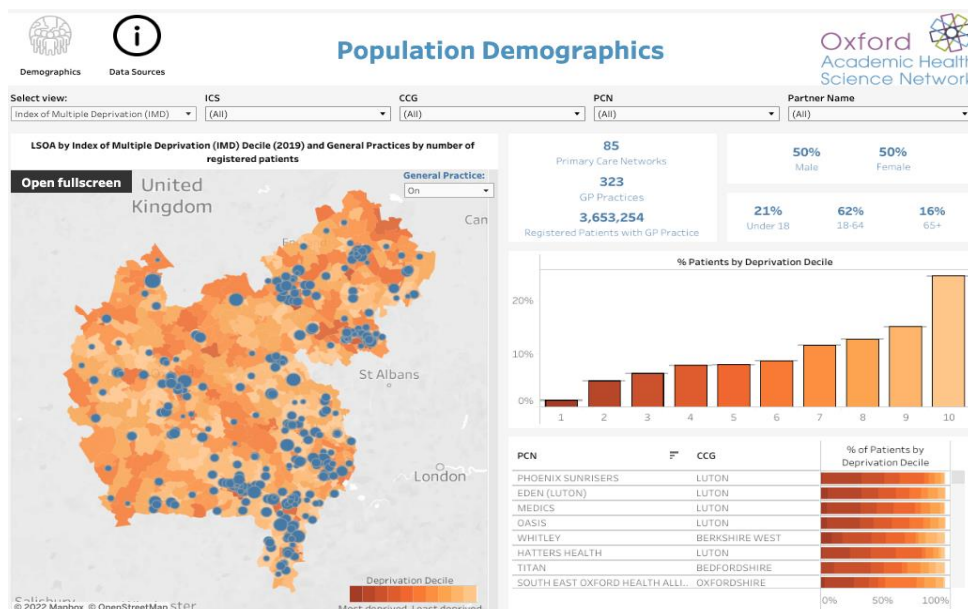 Demographics
Data Sources
Population Demographics
Oxford
Academic Health
Science Network
Select view:
ICS
CCG
PCN
Partner Name
Index of Multiple Deprivation (IMD)
(All)
(All)
(All)
(All)
LSOA by Index of Multiple Deprivation (IMD) Decile (2019) and General Practices by number of
registered patients
Open fullscreen
General Practice:
On
United
Kingdom
Cam
St Albans
London
Salisbury
Deprivation Decile
Most deprived Least deprived
© 2022 Mapbox © OpenStreetMap
85
Primary Care Networks
323
GP Practices
3,653,254
Registered Patients with GP Practice
50%
Male
50%
Female
21%
Under 18
62%
18-64
16%
65+
% Patients by Deprivation Decile
20%
10%
0%
1 2 3 4 5 6 7 8 9 10
PCN
CCG
% of Patients by
Deprivation Decile
PHOENIX SUNRISERS LUTON
EDEN (LUTON) LUTON
MEDICS LUTON
OASIS LUTON
WHITLEY BERKSHIRE WEST
HATTERS HEALTH LUTON
TITAN BEDFORDSHIRE
SOUTH EAST OXFORD HEALTH ALLI.. OXFORDSHIRE
0% 50% 100%